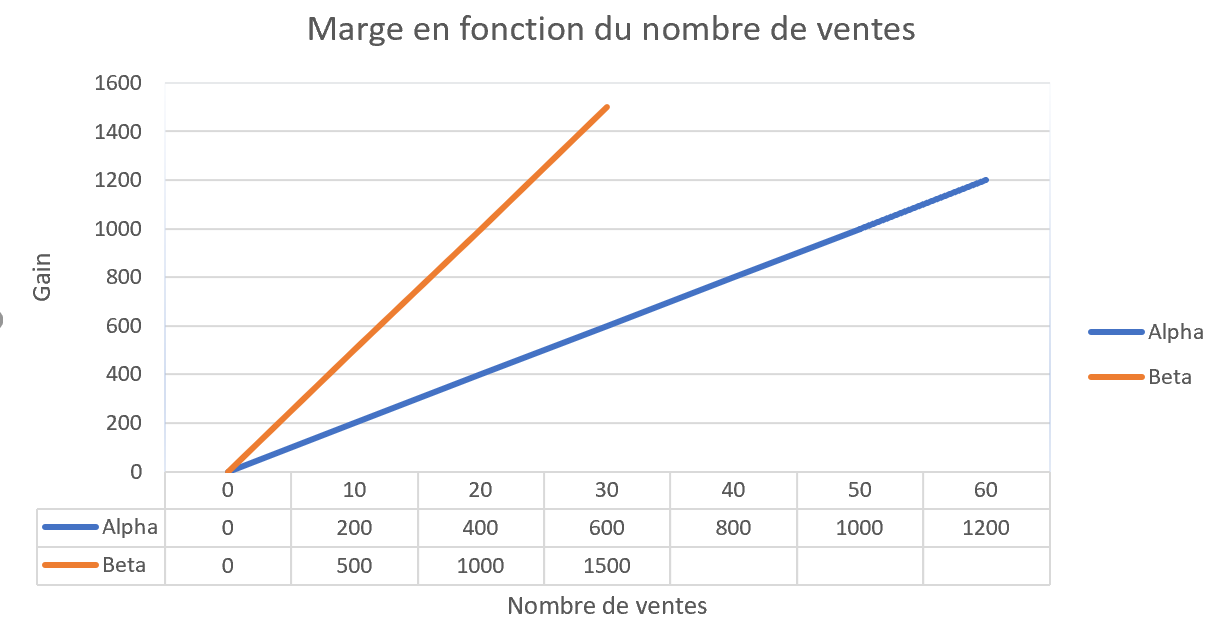 Marge en fonction du nombre de ventes
1600
1400
1200
1000
800
600
400
200
0
Gain
0 10 20 30 40 50 60
Alpha 0 200 400 600 800 1000 1200
Beta 0 500 1000 1500
Nombre de ventes
Alpha
Beta